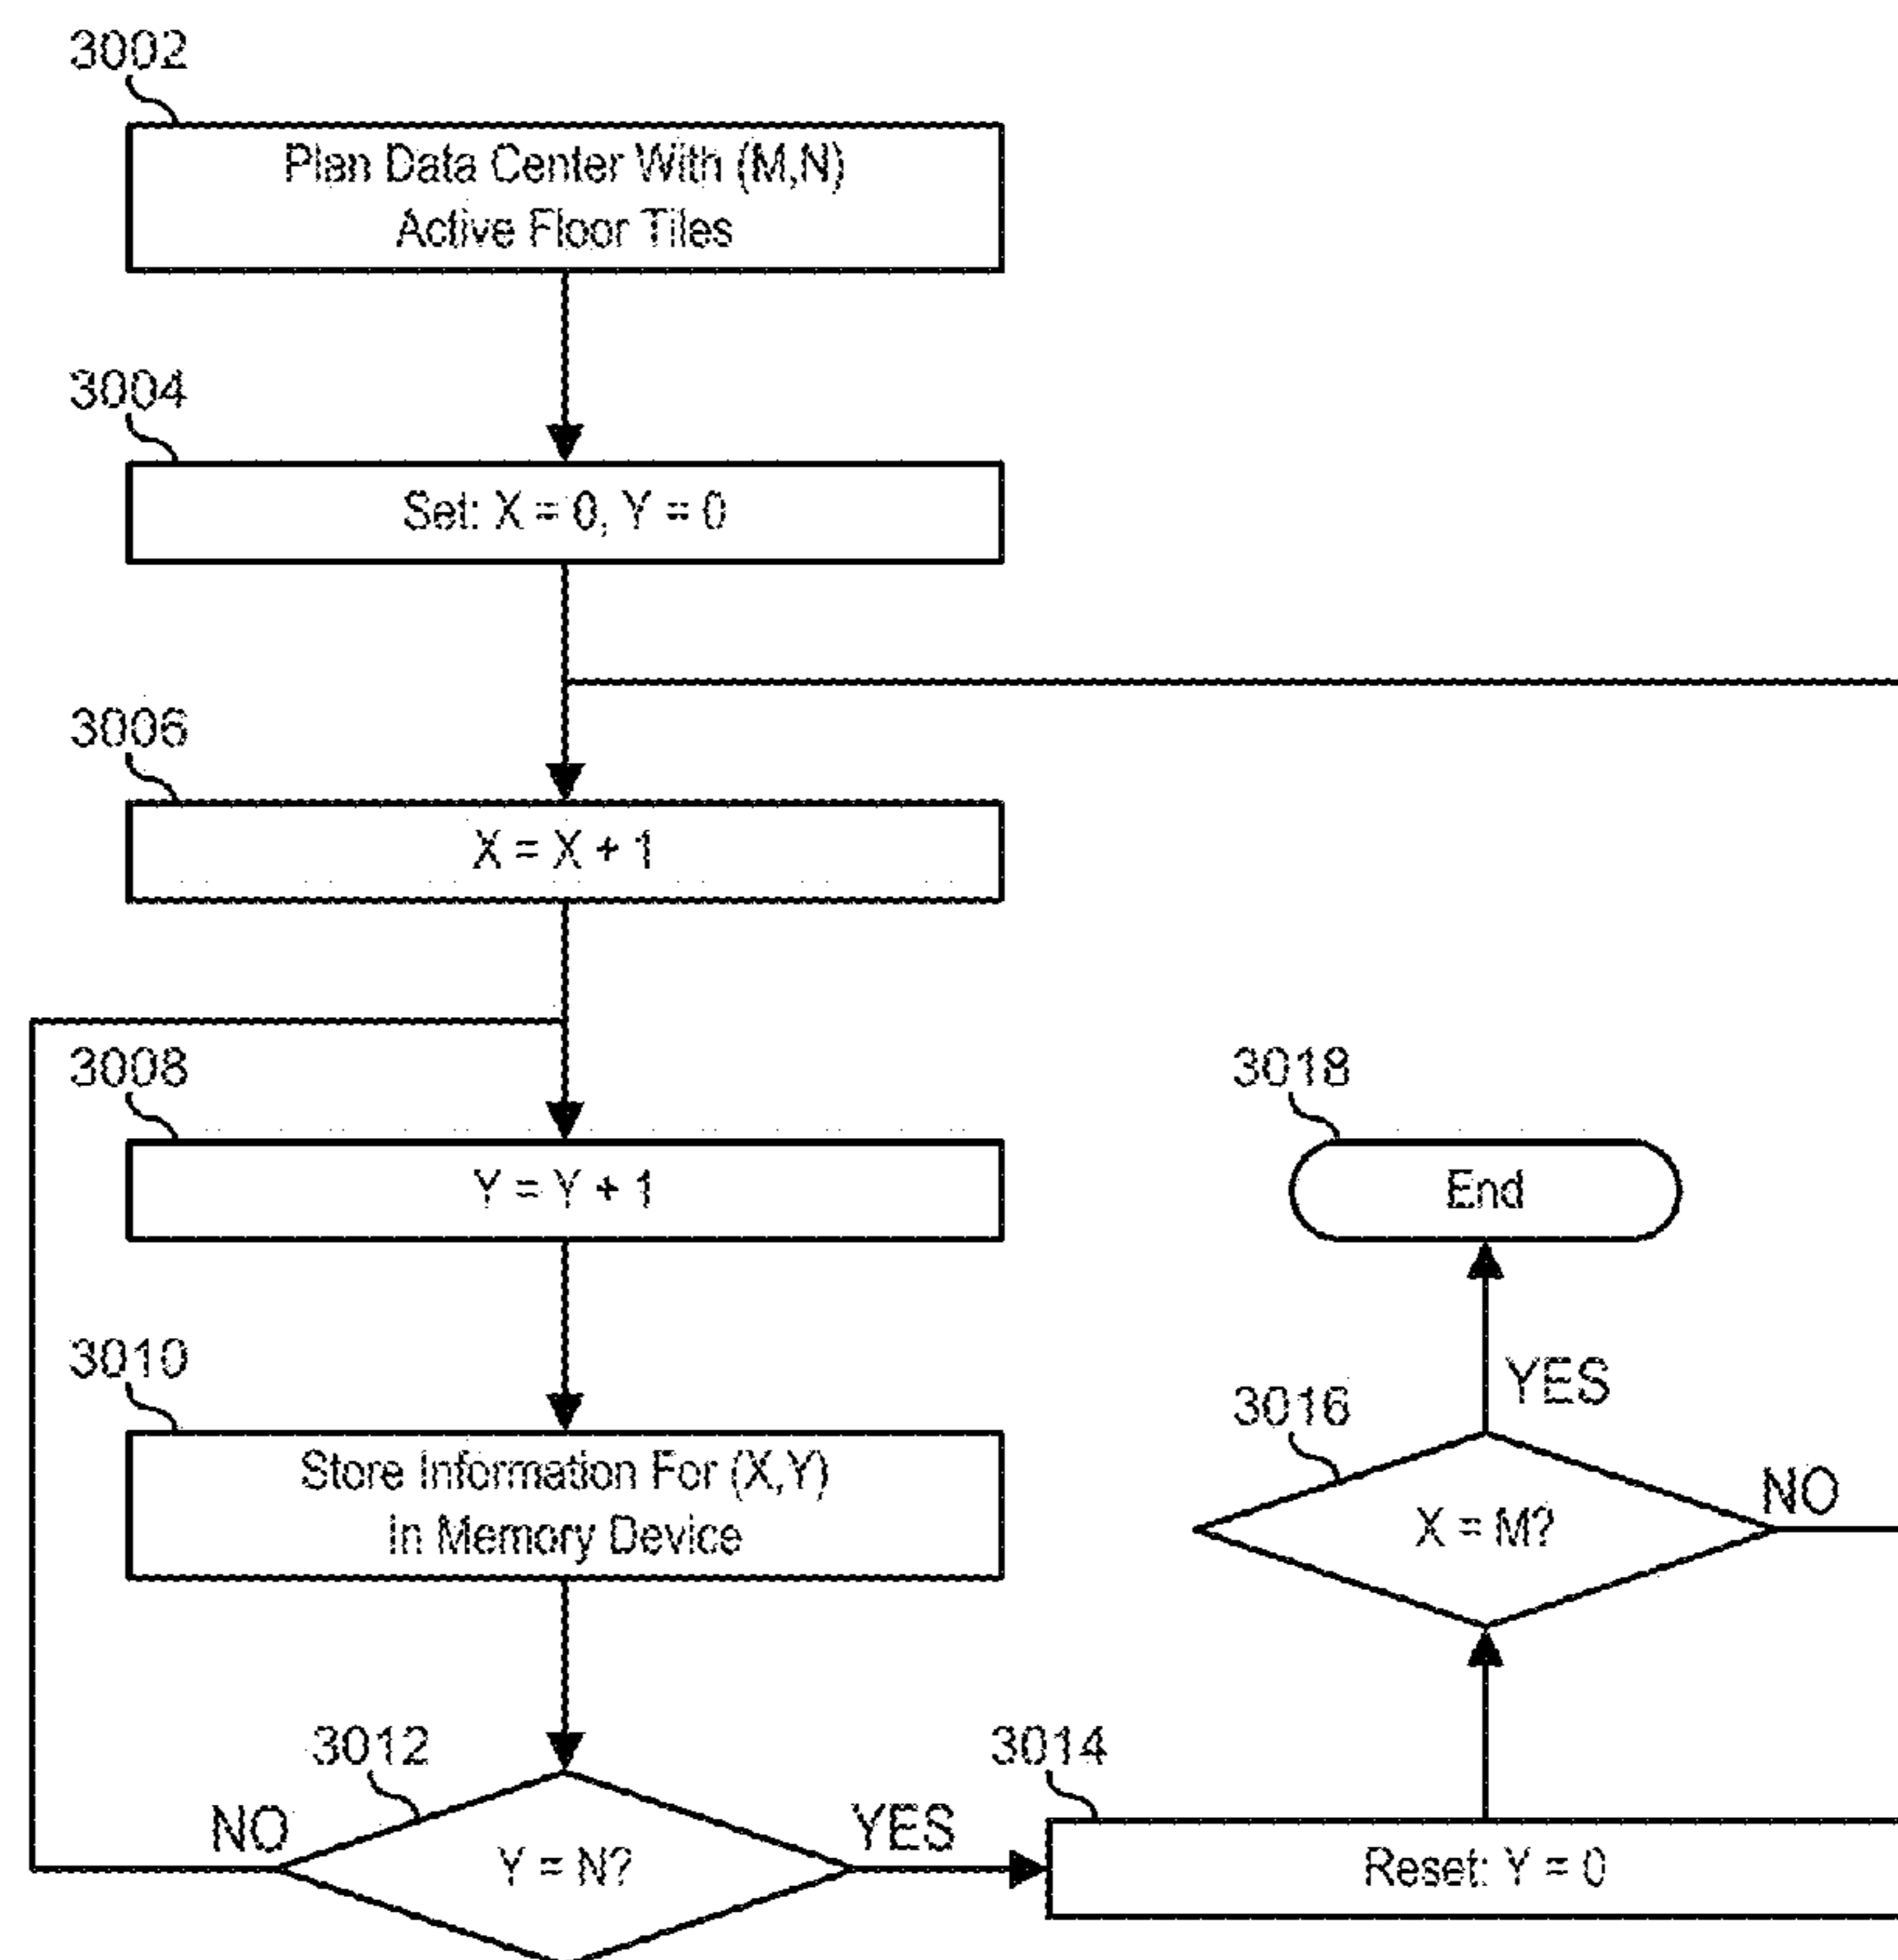 3002
Plan Data Center With (M,N)
Active Floor Tiles
3004
Set: X = 0, Y = 0
3006
X = X + 1
3008
Y = Y + 1
3018
End
3010
Store Information For (X,Y)
In Memory Device
YES
3016
X = M?
NO
3012
NO
Y = N?
YES
3014
Reset: Y = 0